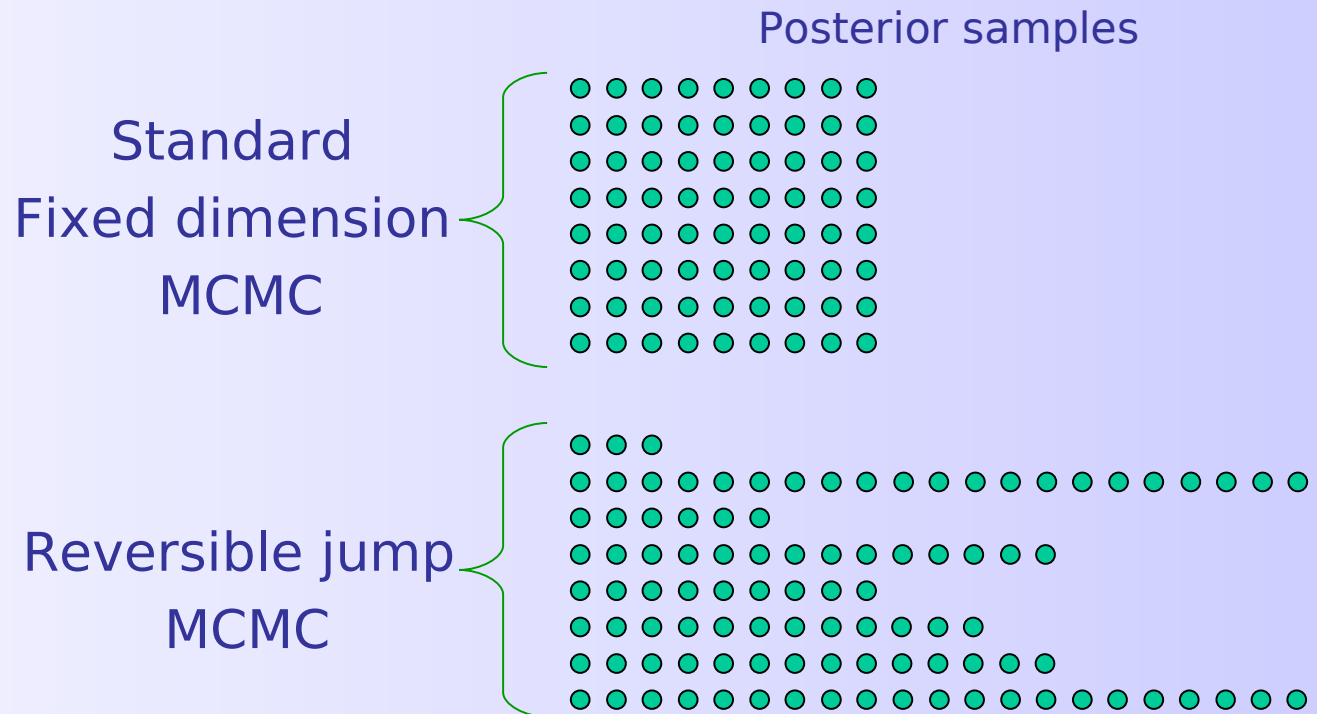 Posterior samples
Standard
Fixed dimension
MCMC
Reversible jump
MCMC